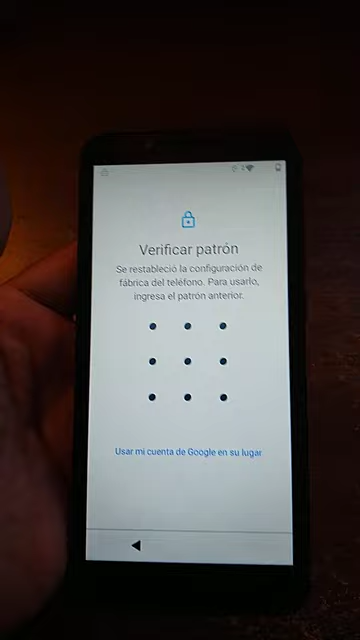 Verificar patrón
Se restableció la configuración de
fábrica del teléfono. Para usarlo,
ingresa el patrón anterior.
Usar mi cuenta de Google en su lugar